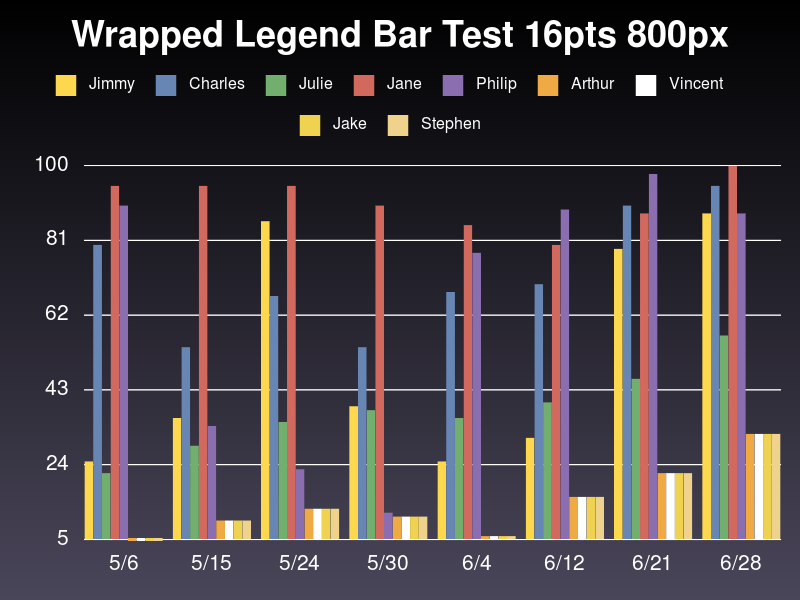 Wrapped Legend Bar Test 16pts 800px
Jimmy Charles Julie Jane Philip Arthur Vincent
Jake Stephen
100
81
62
43
24
5
5/6 5/15 5/24 5/30 6/4 6/12 6/21 6/28